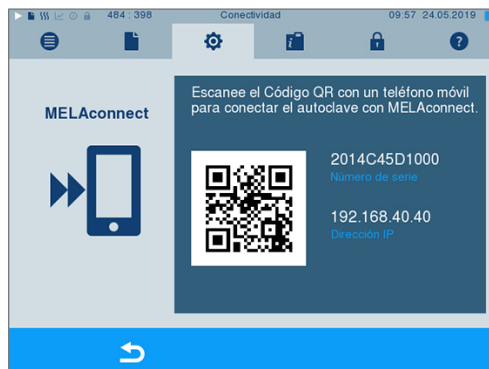 484 : 398 Conectividad 09:57 24.05.2019
MELAconnect
Escanee el Código QR con un teléfono móvil
para conectar el autoclave con MELAconnect.
2014C45D1000
Número de serie
192.168.40.40
Dirección IP